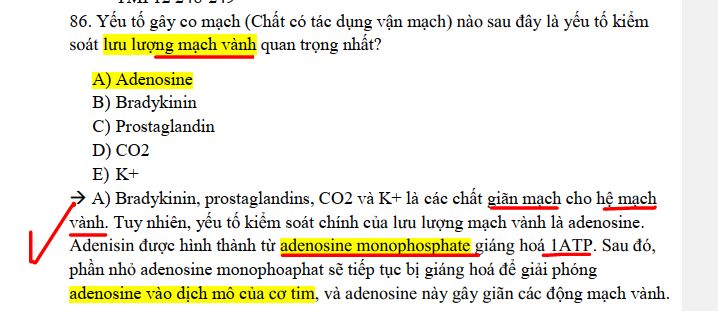 86. Yếu tố gây co mạch (Chất có tác dụng vận mạch) nào sau đây là yếu tố kiểm
soát lưu lượng mạch vành quan trọng nhất?
A) Adenosine
B) Bradykinin
C) Prostaglandin
D) CO2
E) K+
→ A) Bradykinin, prostaglandins, CO2 và K+ là các chất giãn mạch cho hệ mạch
vành. Tuy nhiên, yếu tố kiểm soát chính của lưu lượng mạch vành là adenosine.
Adenisin được hình thành từ adenosine monophosphate giáng hoá 1ATP. Sau đó,
phần nhỏ adenosine monophoaphat sẽ tiếp tục bị giáng hoá để giải phóng
adenosine vào dịch mô của cơ tim, và adenosine này gây giãn các động mạch vành.